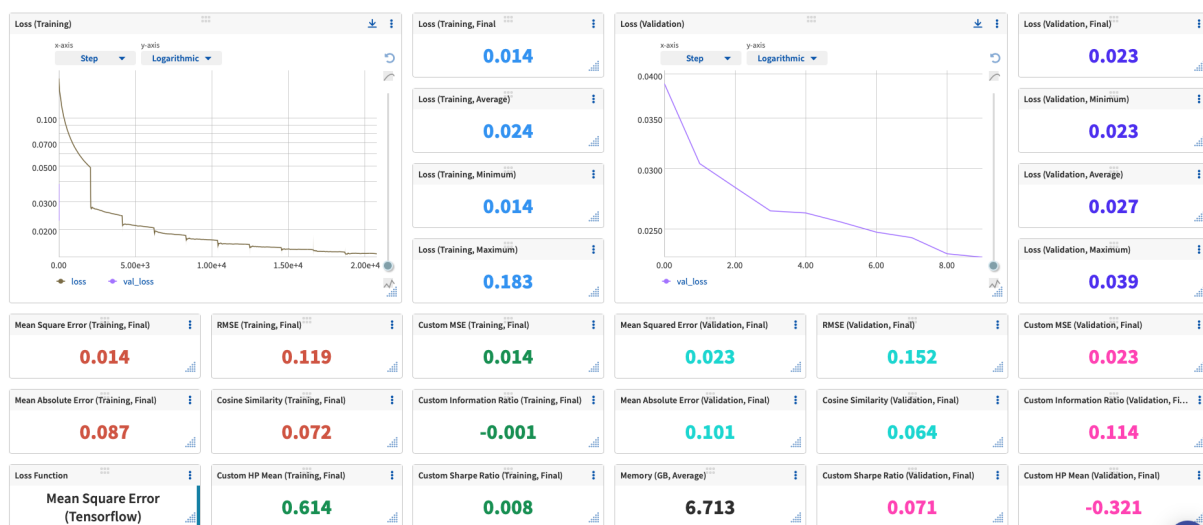 Loss (Training)
x-axis
y-axis
Step
Logarithmic
0.100
0.0700
0.0500
0.0300
0.0200
0.00
5.00e+3
1.00e+4
1.50e+4
2.00e+4
loss
val_loss
Loss (Training, Final
0.014
Loss (Training, Average)
0.024
Loss (Training, Minimum)
0.014
Loss (Training, Maximum)
0.183
Loss (Validation)
x-axis
y-axis
Step
Logarithmic
0.0400
0.0350
0.0300
0.0250
0.00
2.00
4.00
6.00
8.00
val_loss
Loss (Validation, Final)
0.023
Loss (Validation, Minimum)
0.023
Loss (Validation, Average)
0.027
Loss (Validation, Maximum)
0.039
Mean Square Error (Training, Final)
0.014
RMSE (Training, Final)
0.119
Custom MSE (Training, Final)
0.014
Mean Squared Error (Validation, Final)
0.023
RMSE (Validation, Final)
0.152
Custom MSE (Validation, Final)
0.023
Mean Absolute Error (Training, Final)
0.087
Cosine Similarity (Training, Final)
0.072
Custom Information Ratio (Training, Final)
-0.001
Mean Absolute Error (Validation, Final)
0.101
Cosine Similarity (Validation, Final)
0.064
Custom Information Ratio (Validation, Fi...
0.114
Loss Function
Mean Square Error
(Tensorflow)
Custom HP Mean (Training, Final)
0.614
Custom Sharpe Ratio (Training, Final)
0.008
Memory (GB, Average)
6.713
Custom Sharpe Ratio (Validation, Final)
0.071
Custom HP Mean (Validation, Final)
-0.321